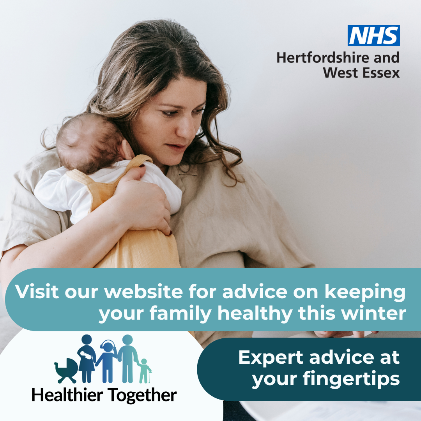 NHS
Hertfordshire and
West Essex
Visit our website for advice on keeping
your family healthy this winter
Expert advice at
your fingertips
Healthier Together